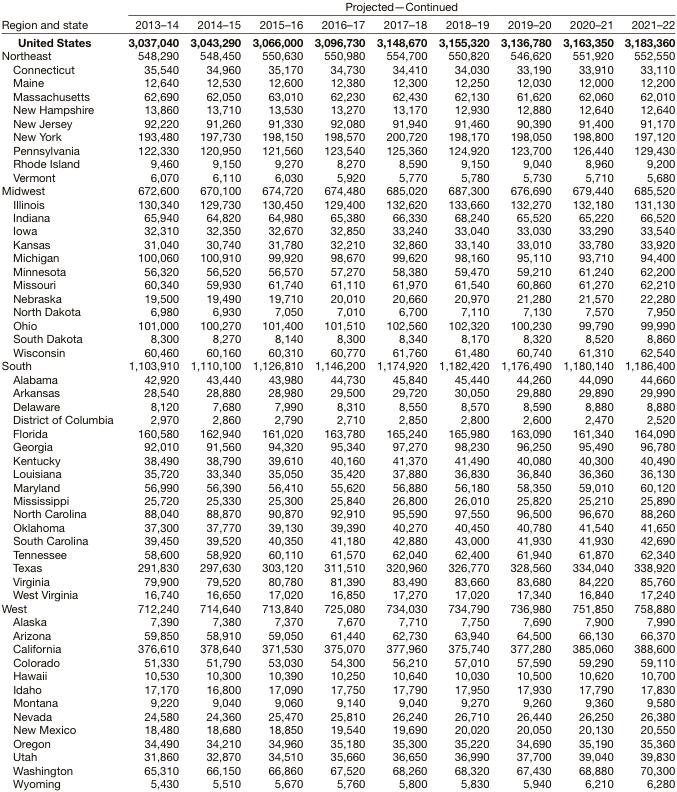 Projected—Continued
Region and state 2013–14 2014–15 2015–16 2016–17 2017–18 2018–19 2019–20 2020–21 2021–22
United States 3,037,040 3,043,290 3,066,000 3,096,730 3,148,670 3,155,320 3,136,780 3,163,350 3,183,360
Northeast 548,290 548,450 550,630 550,980 554,700 550,820 546,620 551,920 552,550
Connecticut 35,540 34,960 35,170 34,730 34,410 34,030 33,190 33,910 33,110
Maine 12,640 12,530 12,600 12,380 12,300 12,250 12,030 12,000 12,200
Massachusetts 62,690 62,050 63,010 62,230 62,430 62,130 61,620 62,060 62,010
New Hampshire 13,860 13,710 13,530 13,270 13,170 12,930 12,880 12,640 12,640
New Jersey 92,220 91,260 91,330 92,080 91,940 91,460 90,390 91,400 91,170
New York 193,480 197,730 198,150 198,570 200,720 198,170 198,050 198,800 197,120
Pennsylvania 122,330 120,950 121,560 123,540 125,360 124,920 123,700 126,440 129,430
Rhode Island 9,460 9,150 9,270 8,270 8,590 9,150 9,040 8,960 9,200
Vermont 6,070 6,110 6,030 5,920 5,770 5,780 5,730 5,710 5,680
Midwest 672,600 670,100 674,720 674,480 685,020 687,300 676,690 679,440 685,520
Illinois 130,340 129,730 130,450 129,400 132,620 133,660 132,270 132,180 131,130
Indiana 65,940 64,820 64,980 65,380 66,330 68,240 65,520 65,220 66,520
Iowa 32,310 32,350 32,670 32,850 33,240 33,040 33,030 33,290 33,540
Kansas 31,040 30,740 31,780 32,210 32,860 33,140 33,010 33,780 33,920
Michigan 100,060 100,910 99,920 98,670 99,620 98,160 95,110 93,710 94,400
Minnesota 56,320 56,520 56,570 57,270 58,380 59,470 59,210 61,240 62,200
Missouri 60,340 59,930 61,740 61,110 61,970 61,540 60,860 61,270 62,210
Nebraska 19,500 19,490 19,710 20,010 20,660 20,970 21,280 21,570 22,280
North Dakota 6,980 6,930 7,050 7,010 6,700 7,110 7,130 7,570 7,950
Ohio 101,000 100,270 101,400 101,510 102,560 102,320 100,230 99,790 99,990
South Dakota 8,300 8,270 8,140 8,300 8,340 8,170 8,320 8,520 8,860
Wisconsin 60,460 60,160 60,310 60,770 61,760 61,480 60,740 61,310 62,540
South 1,103,910 1,110,100 1,126,810 1,146,200 1,174,920 1,182,420 1,176,490 1,180,140 1,186,400
Alabama 42,920 43,440 43,980 44,730 45,840 45,440 44,260 44,090 44,660
Arkansas 28,540 28,880 28,980 29,500 29,720 30,050 29,880 29,890 29,990
Delaware 8,120 7,680 7,990 8,310 8,550 8,570 8,590 8,880 8,880
District of Columbia 2,970 2,860 2,790 2,710 2,850 2,800 2,600 2,470 2,520
Florida 160,580 162,940 161,020 163,780 165,240 165,980 163,090 161,340 164,090
Georgia 92,010 91,560 94,320 95,340 97,270 98,230 96,250 95,490 96,780
Kentucky 38,490 38,790 39,610 40,160 41,370 41,490 40,080 40,300 40,490
Louisiana 35,720 33,340 35,050 35,420 37,880 36,830 36,840 36,360 36,130
Maryland 56,990 56,390 56,410 55,620 56,880 56,180 58,350 59,010 60,120
Mississippi 25,720 25,330 25,300 25,840 26,800 26,010 25,820 25,210 25,890
North Carolina 88,040 88,870 90,870 92,910 95,590 97,550 96,500 96,670 88,260
Oklahoma 37,300 37,770 39,130 39,390 40,270 40,450 40,780 41,540 41,650
South Carolina 39,450 39,520 40,350 41,180 42,880 43,000 41,930 41,930 42,690
Tennessee 58,600 58,920 60,110 61,570 62,040 62,400 61,940 61,870 62,340
Texas 291,830 297,630 303,120 311,510 320,960 326,770 328,560 334,040 338,920
Virginia 79,900 79,520 80,780 81,390 83,490 83,660 83,680 84,220 85,760
West Virginia 16,740 16,650 17,020 16,850 17,270 17,020 17,340 16,840 17,240
West 712,240 714,640 713,840 725,080 734,030 734,790 736,980 751,850 758,880
Alaska 7,390 7,380 7,370 7,670 7,710 7,750 7,690 7,900 7,990
Arizona 59,850 58,910 59,050 61,440 62,730 63,940 64,500 66,130 66,370
California 376,610 378,640 371,530 375,070 377,960 375,740 377,280 385,060 388,600
Colorado 51,330 51,790 53,030 54,300 56,210 57,010 57,590 59,290 59,110
Hawaii 10,530 10,300 10,390 10,250 10,640 10,030 10,500 10,620 10,700
Idaho 17,170 16,800 17,090 17,750 17,790 17,950 17,930 17,790 17,830
Montana 9,220 9,040 9,060 9,140 9,040 9,270 9,260 9,360 9,580
Nevada 24,580 24,360 25,470 25,810 26,240 26,710 26,440 26,250 26,380
New Mexico 18,480 18,680 18,850 19,540 19,690 20,020 20,050 20,130 20,550
Oregon 34,490 34,210 34,960 35,180 35,300 35,220 34,690 35,190 35,360
Utah 31,860 32,870 34,510 35,660 36,650 36,990 37,700 39,040 39,830
Washington 65,310 66,150 66,860 67,520 68,260 68,320 67,430 68,880 70,300
Wyoming 5,430 5,510 5,670 5,760 5,800 5,830 5,940 6,210 6,280